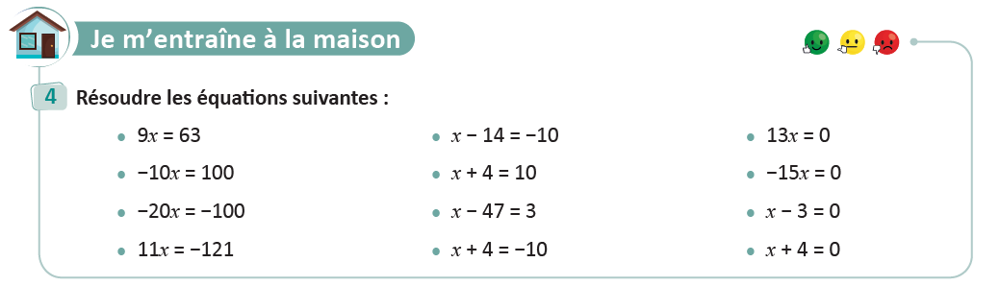 Je m’entraîne à la maison
4 Résoudre les équations suivantes :
• 9x = 63
• −10x = 100
• −20x = −100
• 11x = −121
• x − 14 = −10
• x + 4 = 10
• x − 47 = 3
• x + 4 = −10
• 13x = 0
• −15x = 0
• x − 3 = 0
• x + 4 = 0